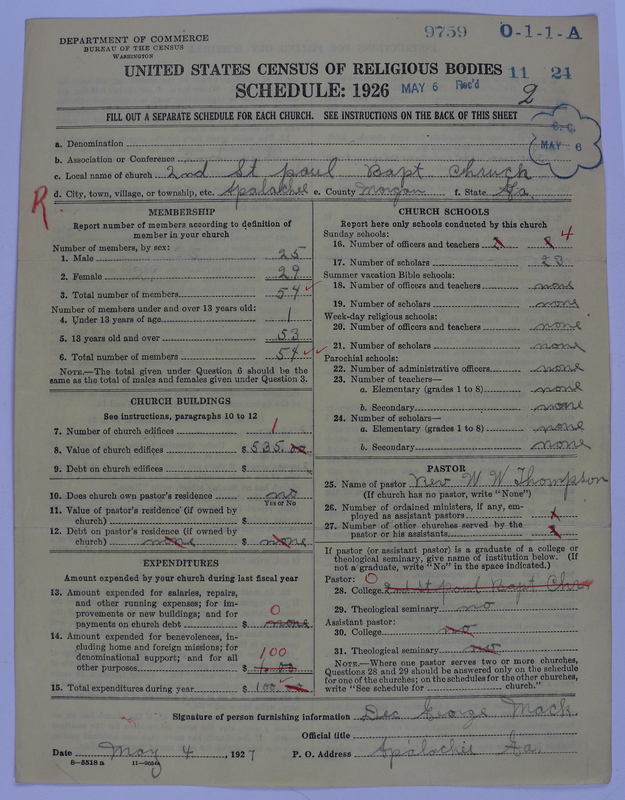 DEPARTMENT OF COMMERCE
BUREAU OF THE CENSUS
WASHINGTON
9759 O-1-1-A
UNITED STATES CENSUS OF RELIGIOUS BODIES 11 24
SCHEDULE: 1926 MAY 6 Rec'd 2
FILL OUT A SEPARATE SCHEDULE FOR EACH CHURCH. SEE INSTRUCTIONS ON THE BACK OF THIS SHEET
MAY 6
a. Denomination
b. Association or Conference
c. Local name of church 2nd St paul Bapt Chruch
d. City, town, village, or township, etc. Apalachee e. County Morgan f. State Ga.
R
MEMBERSHIP
Report number of members according to definition of
member in your church
Number of members, by sex:
1. Male 25
2. Female 29
3. Total number of members 54
Number of members under and over 13 years old:
4. Under 13 years of age 1
5. 13 years old and over 53
6. Total number of members 54
NOTE.—The total given under Question 6 should be
same as the total of males and females given under Question 3.
CHURCH BUILDINGS
See instructions, paragraphs 10 to 12
7. Number of church edifices 1
8. Value of church edifices $ 535.00
9. Debt on church edifices $
10. Does church own pastor's residence no
Yes or No
11. Value of pastor's residence (if owned by
church) $
12. Debt on pastor's residence (if owned by
church) none $ none
EXPENDITURES
Amount expended by your church during last fiscal year
13. Amount expended for salaries, repairs,
and other running expenses; for im-
provements or new buildings; and for
payments on church debt $ none 0
14. Amount expended for benevolences, in-
cluding home and foreign missions; for
denominational support; and for all
other purposes $ 1.00 100
15. Total expenditures during year $ 100
CHURCH SCHOOLS
Report here only schools conducted by this church
Sunday schools:
16. Number of officers and teachers 4
17. Number of scholars 28
Summer vacation Bible schools:
18. Number of officers and teachers none
19. Number of scholars none
Week-day religious schools:
20. Number of officers and teachers none
21. Number of scholars none
Parochial schools:
22. Number of administrative officers none
23. Number of teachers—
a. Elementary (grades 1 to 8) none
b. Secondary none
24. Number of scholars—
a. Elementary (grades 1 to 8) none
b. Secondary none
PASTOR
25. Name of pastor Rev W W Thompson
(If church has no pastor, write "None")
26. Number of ordained ministers, if any, em-
ployed as assistant pastors
27. Number of other churches served by the
pastor or his assistants
If pastor (or assistant pastor) is a graduate of a college or
theological seminary, give name of institution below. (If
not a graduate, write "No" in the space indicated.)
Pastor: 0
28. College 2nd St paul Bapt Chr
29. Theological seminary no
Assistant pastor:
30. College no
31. Theological seminary no
NOTE.—Where one pastor serves two or more churches,
Questions 28 and 29 should be answered only on the schedule
for one of the churches; on the schedules for the other churches,
write "See schedule for church."
Signature of person furnishing information Dec George Mack
Official title
Date May 4, 1927 P. O. Address Apalachee Ga.
8-5518 a